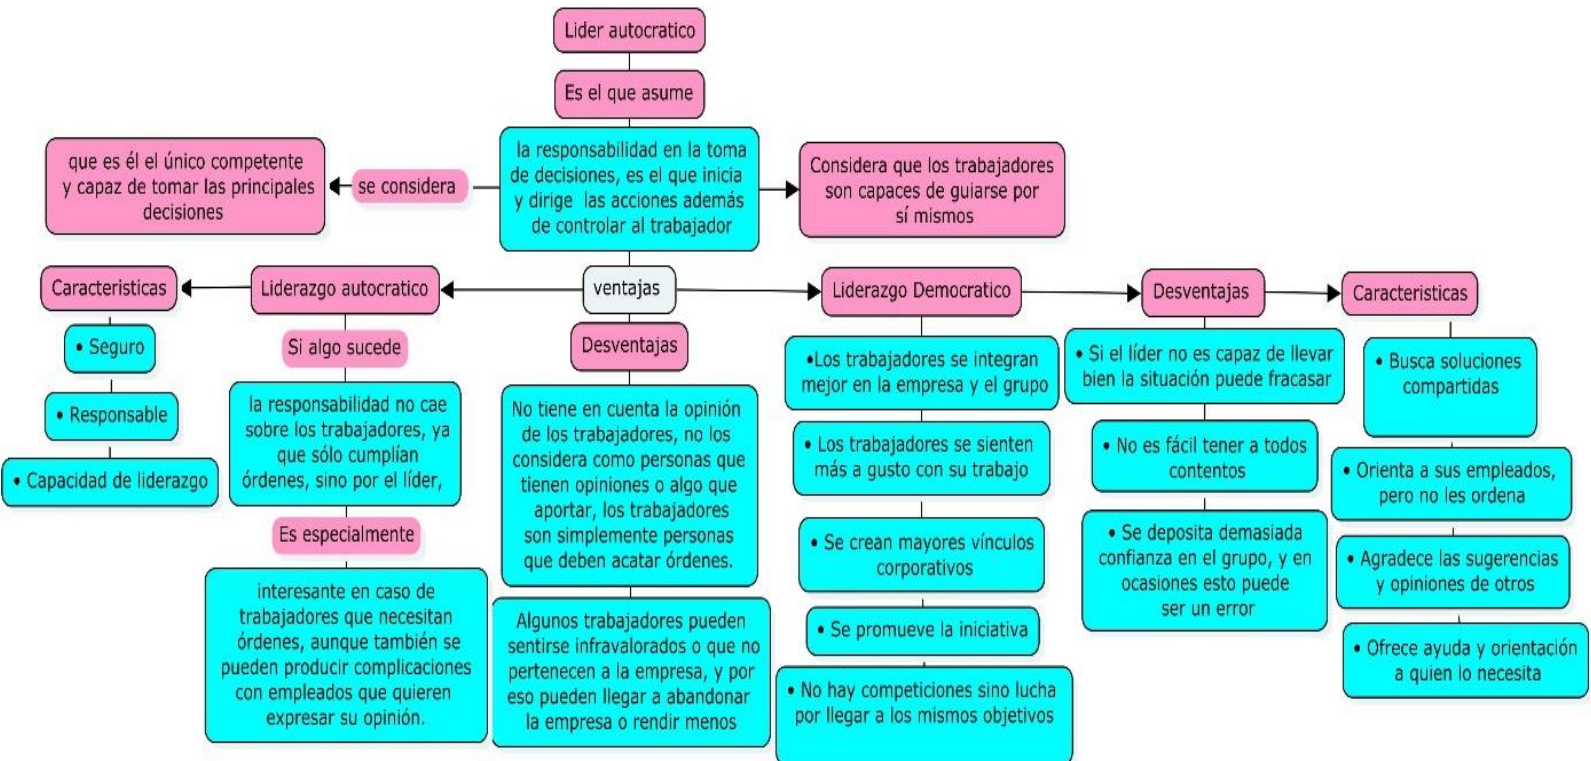 Lider autocratico
Es el que asume
la responsabilidad en la toma
de decisiones, es el que inicia
y dirige las acciones además
de controlar al trabajador
se considera
que es él el único competente
y capaz de tomar las principales
decisiones
Considera que los trabajadores
son capaces de guiarse por
sí mismos
Caracteristicas
• Seguro
• Responsable
• Capacidad de liderazgo
Liderazgo autocratico
Si algo sucede
la responsabilidad no cae
sobre los trabajadores, ya
que sólo cumplían
órdenes, sino por el líder,
Es especialmente
interesante en caso de
trabajadores que necesitan
órdenes, aunque también se
pueden producir complicaciones
con empleados que quieren
expresar su opinión.
ventajas
Desventajas
No tiene en cuenta la opinión
de los trabajadores, no los
considera como personas que
tienen opiniones o algo que
aportar, los trabajadores
son simplemente personas
que deben acatar órdenes.
Algunos trabajadores pueden
sentirse infravalorados o que no
pertenecen a la empresa, y por
eso pueden llegar a abandonar
la empresa o rendir menos
Liderazgo Democratico
•Los trabajadores se integran
mejor en la empresa y el grupo
• Los trabajadores se sienten
más a gusto con su trabajo
• Se crean mayores vínculos
corporativos
• Se promueve la iniciativa
• No hay competiciones sino lucha
por llegar a los mismos objetivos
Desventajas
• Si el líder no es capaz de llevar
bien la situación puede fracasar
• No es fácil tener a todos
contentos
• Se deposita demasiada
confianza en el grupo, y en
ocasiones esto puede
ser un error
Caracteristicas
• Busca soluciones
compartidas
• Orienta a sus empleados,
pero no les ordena
• Agradece las sugerencias
y opiniones de otros
• Ofrece ayuda y orientación
a quien lo necesita